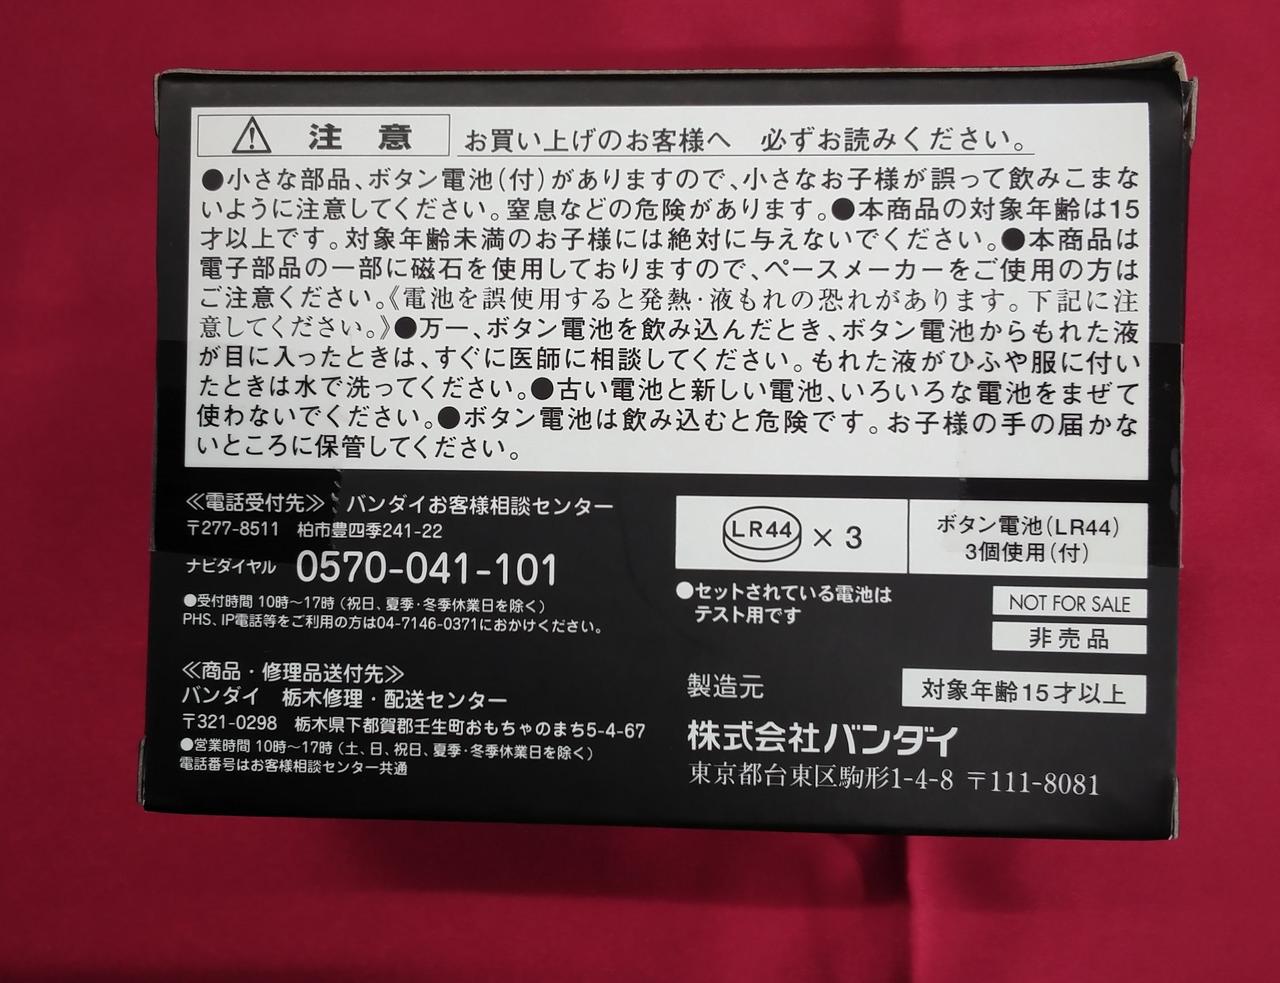 注意 お買い上げのお客様へ 必ずお読みください。
●小さな部品、ボタン電池(付)がありますので、小さなお子様が誤って飲みこまな
いように注意してください。窒息などの危険があります。●本商品の対象年齢は15
才以上です。対象年齢未満のお子様には絶対に与えないでください。●本商品は
電子部品の一部に磁石を使用しておりますので、ペースメーカーをご使用の方は
ご注意ください。《電池を誤使用すると発熱·液もれの恐れがあります。下記に注
意してください。》●万一、ボタン電池を飲み込んだとき、ボタン電池からもれた液
が目に入ったときは、すぐに医師に相談してください。もれた液がひふや服に付い
たときは水で洗ってください。●古い電池と新しい電池、いろいろな電池をまぜて
使わないでください。●ボタン電池は飲み込むと危険です。お子様の手の届かな
いところに保管してください。
≪電話受付先≫ バンダイお客様相談センター
〒277-8511 柏市豊四季241-22
ナビダイヤル 0570-041-101
●受付時間 10時〜17時(祝日、夏季·冬季休業日を除く)
PHS、IP電話等をご利用の方は04-7146-0371におかけください。
≪商品・修理品送付先≫
バンダイ 栃木修理・配送センター
〒321-0298 栃木県下都賀郡壬生町おもちゃのまち5-4-67
●営業時間 10時〜17時(土、日、祝日、夏季·冬季休業日を除く)
電話番号はお客様相談センター共通
LR44 × 3
ボタン電池(LR44)
3個使用(付)
●セットされている電池は
テスト用です
NOT FOR SALE
非売品
製造元
対象年齢15才以上
株式会社バンダイ
東京都台東区駒形1-4-8 〒111-8081